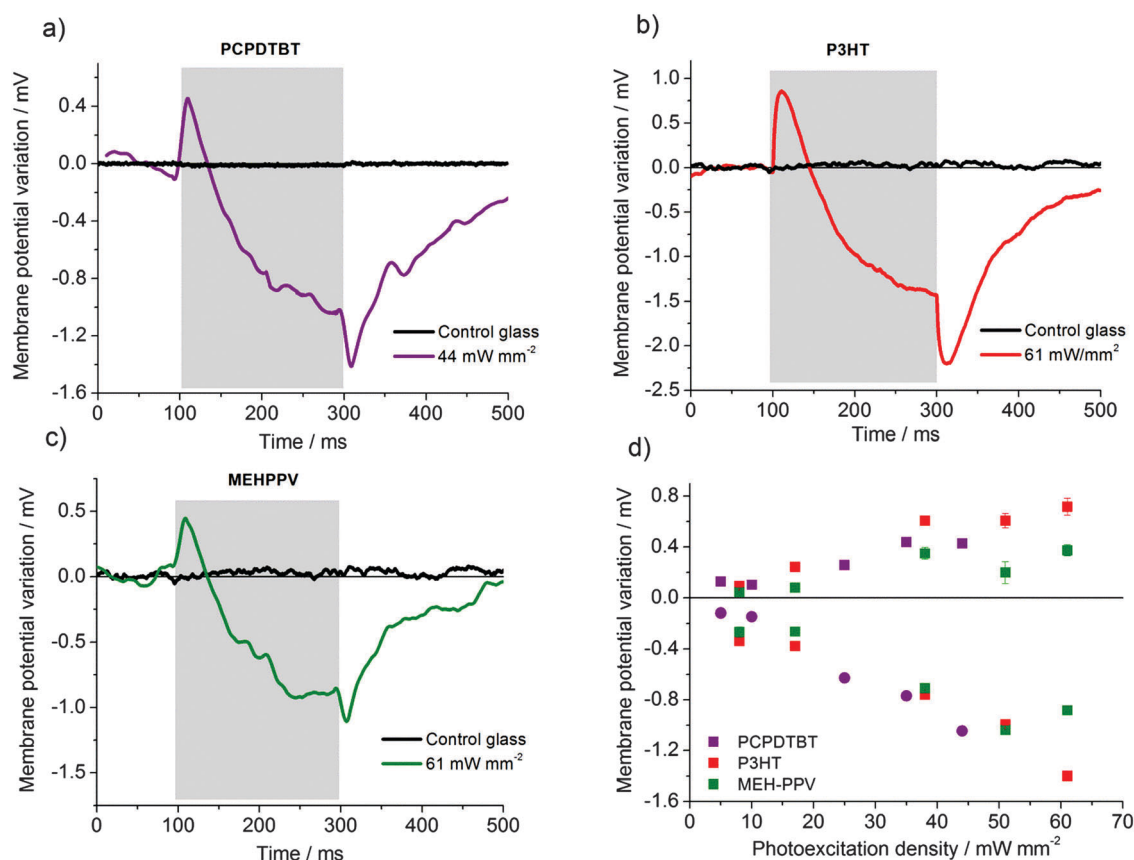 a)
PCPDTBT
Membrane potential variation / mV
0.4
0.0
-0.4
-0.8
-1.2
-1.6
Control glass
44 mW mm⁻²
0 100 200 300 400 500
Time / ms
b)
P3HT
Membrane potential variation / mV
1.0
0.5
0.0
-0.5
-1.0
-1.5
-2.0
-2.5
Control glass
61 mW/mm²
0 100 200 300 400 500
Time / ms
c)
MEHPPV
Membrane potential variation / mV
0.5
0.0
-0.5
-1.0
-1.5
Control glass
61 mW mm⁻²
0 100 200 300 400 500
Time / ms
d)
Membrane potential variation / mV
0.8
0.4
0.0
-0.4
-0.8
-1.2
-1.6
PCPDTBT
P3HT
MEH-PPV
0 10 20 30 40 50 60 70
Photoexcitation density / mW mm⁻²